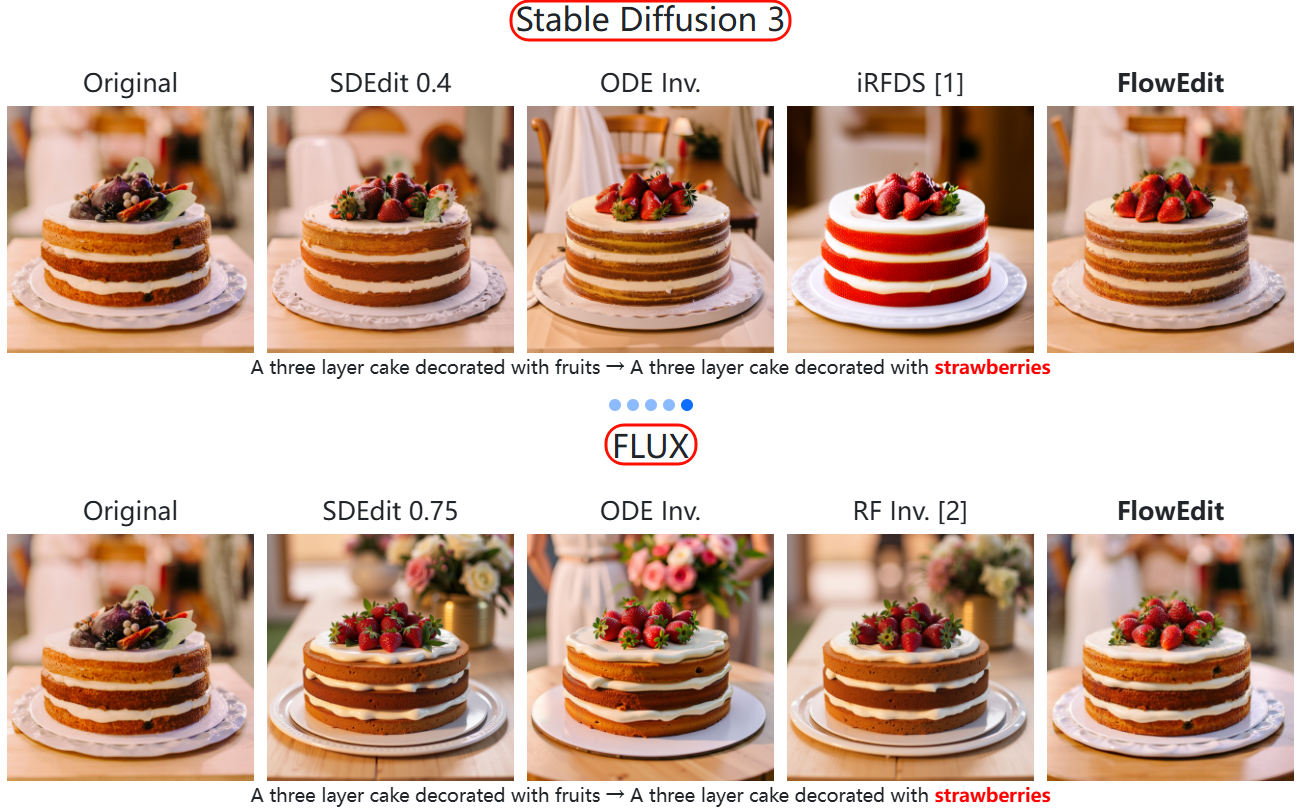 Stable Diffusion 3
Original SDEdit 0.4 ODE Inv. iRFDS [1] FlowEdit
A three layer cake decorated with fruits → A three layer cake decorated with strawberries
FLUX
Original SDEdit 0.75 ODE Inv. RF Inv. [2] FlowEdit
A three layer cake decorated with fruits → A three layer cake decorated with strawberries